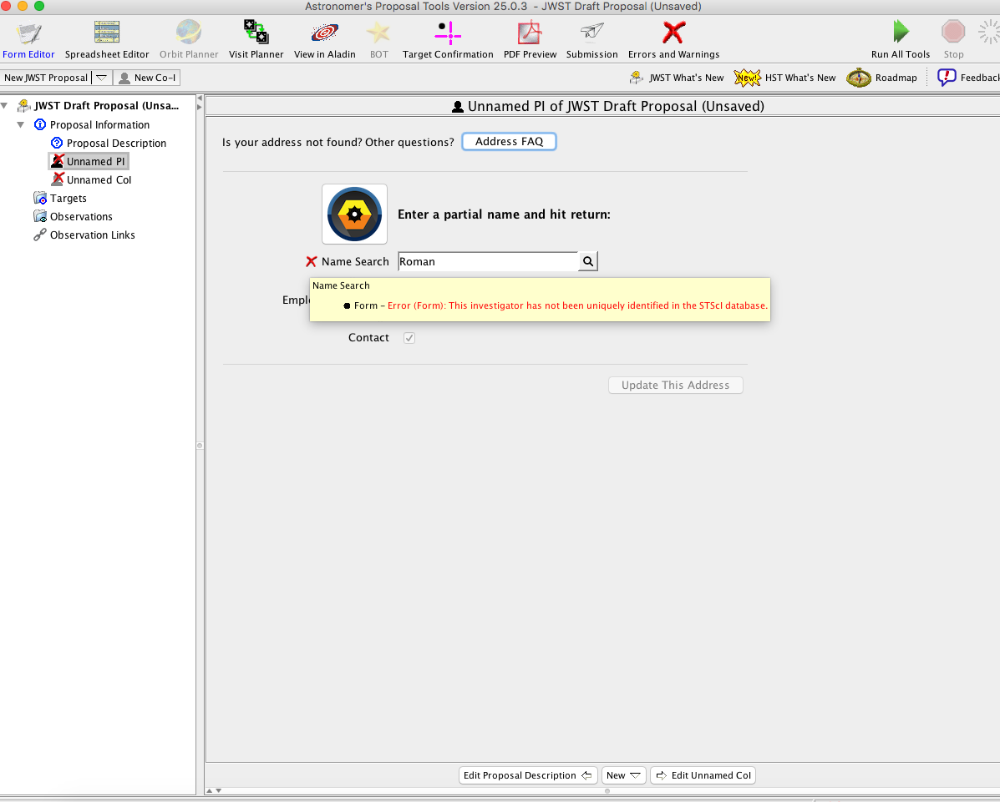 Astronomer's Proposal Tools Version 25.0.3 - JWST Draft Proposal (Unsaved)
Form Editor Spreadsheet Editor Orbit Planner Visit Planner View in Aladin BOT Target Confirmation PDF Preview Submission Errors and Warnings Run All Tools Stop
New JWST Proposal New Co-I JWST What's New New! HST What's New Roadmap Feedback
JWST Draft Proposal (Unsa...
Unnamed PI of JWST Draft Proposal (Unsaved)
Proposal Information
Proposal Description
Unnamed PI
Unnamed CoI
Targets
Observations
Observation Links
Is your address not found? Other questions? Address FAQ
Enter a partial name and hit return:
Name Search Roman
Name Search
Emplo
Form – Error (Form): This investigator has not been uniquely identified in the STScI database.
Contact
Update This Address
Edit Proposal Description New Edit Unnamed CoI